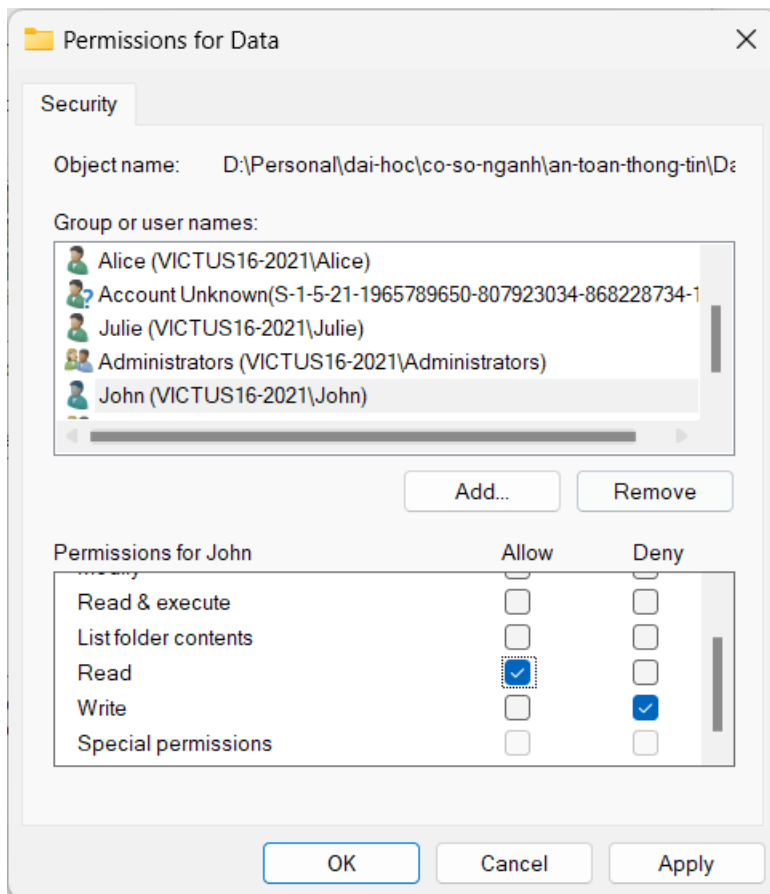 Permissions for Data
Security
Object name: D:\Personal\dai-hoc\co-so-nganh\an-toan-thong-tin\Da
Group or user names:
Alice (VICTUS16-2021\Alice)
Account Unknown(S-1-5-21-1965789650-807923034-868228734-1
Julie (VICTUS16-2021\Julie)
Administrators (VICTUS16-2021\Administrators)
John (VICTUS16-2021\John)
Add... Remove
Permissions for John Allow Deny
Read & execute
List folder contents
Read
Write
Special permissions
OK Cancel Apply